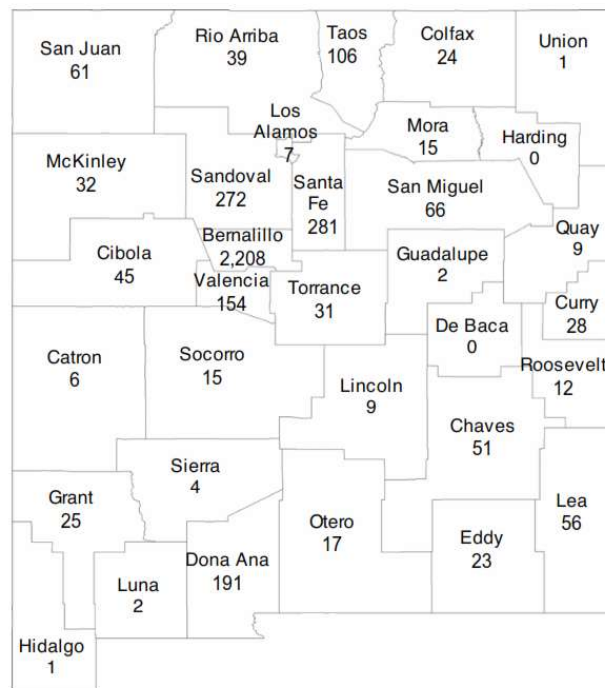 San Juan
61
Rio Arriba
39
Taos
106
Colfax
24
Union
1
Los
Alamos
7
Mora
15
Harding
0
McKinley
32
Sandoval
272
Santa
Fe
281
San Miguel
66
Quay
9
Cibola
45
Bernalillo
2,208
Valencia
154
Torrance
31
Guadalupe
2
Curry
28
De Baca
0
Catron
6
Socorro
15
Lincoln
9
Roosevelt
12
Chaves
51
Sierra
4
Grant
25
Otero
17
Eddy
23
Lea
56
Luna
2
Dona Ana
191
Hidalgo
1